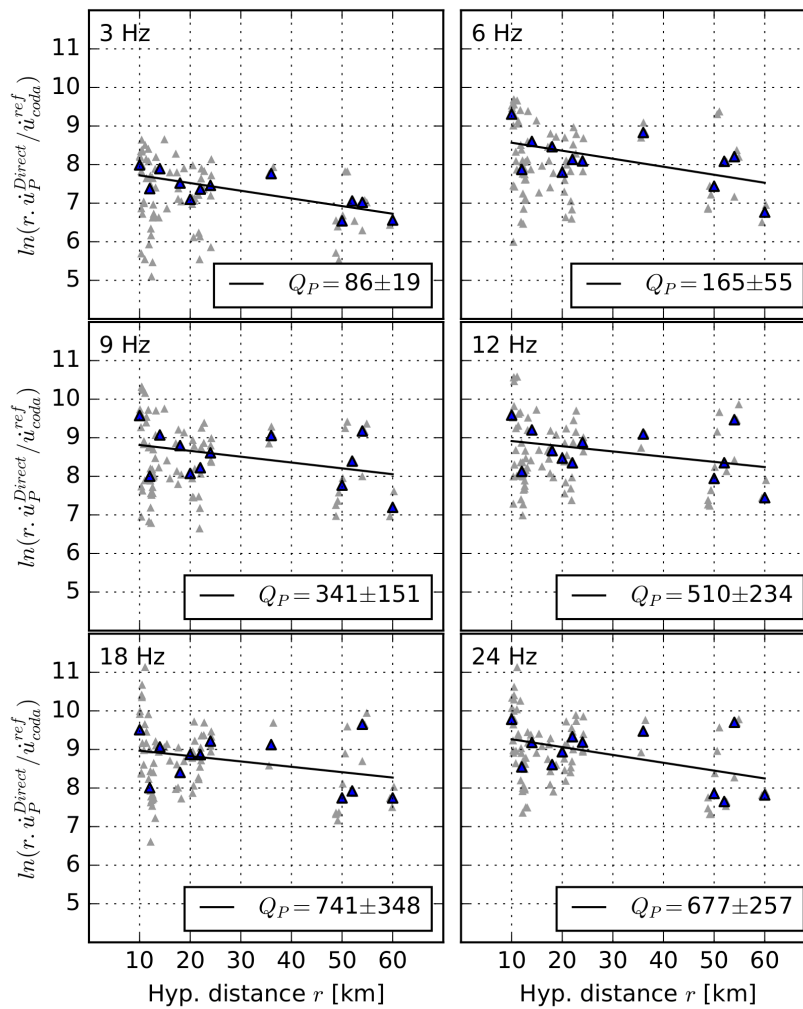 3 Hz
6 Hz
11
10
9
8
7
6
5
ln(r. u̇_P^{Direct}/u̇_{coda}^{ref})
Q_P = 86±19
Q_P = 165±55
9 Hz
12 Hz
11
10
9
8
7
6
5
ln(r. u̇_P^{Direct}/u̇_{coda}^{ref})
Q_P = 341±151
Q_P = 510±234
18 Hz
24 Hz
11
10
9
8
7
6
5
ln(r. u̇_P^{Direct}/u̇_{coda}^{ref})
Q_P = 741±348
Q_P = 677±257
10 20 30 40 50 60
10 20 30 40 50 60
Hyp. distance r [km]
Hyp. distance r [km]